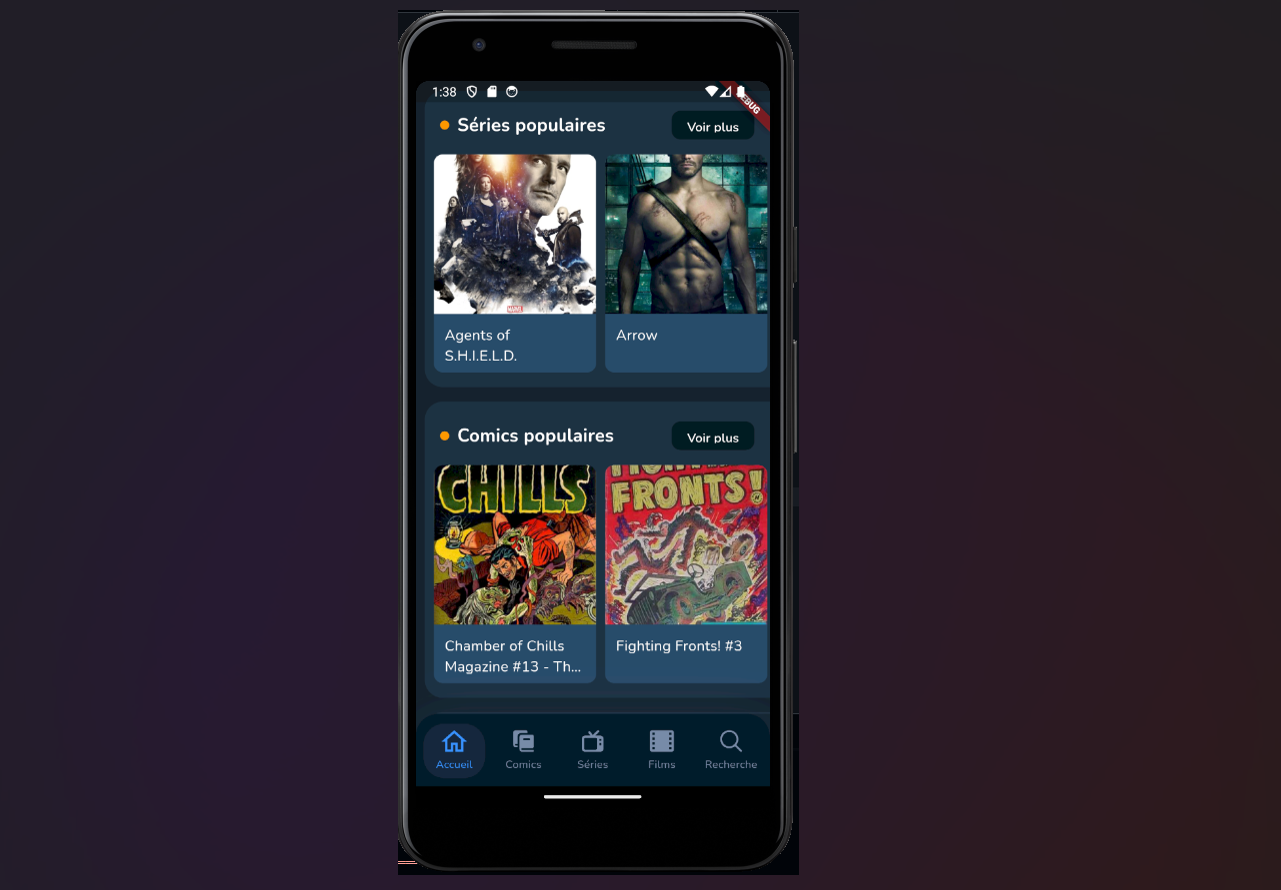 1:38
Séries populaires
Voir plus
MARVEL
Agents of
S.H.I.E.L.D.
Arrow
Comics populaires
Voir plus
CHILLS
FRONTS!
Chamber of Chills
Magazine #13 - Th...
Fighting Fronts! #3
Accueil
Comics
Séries
Films
Recherche